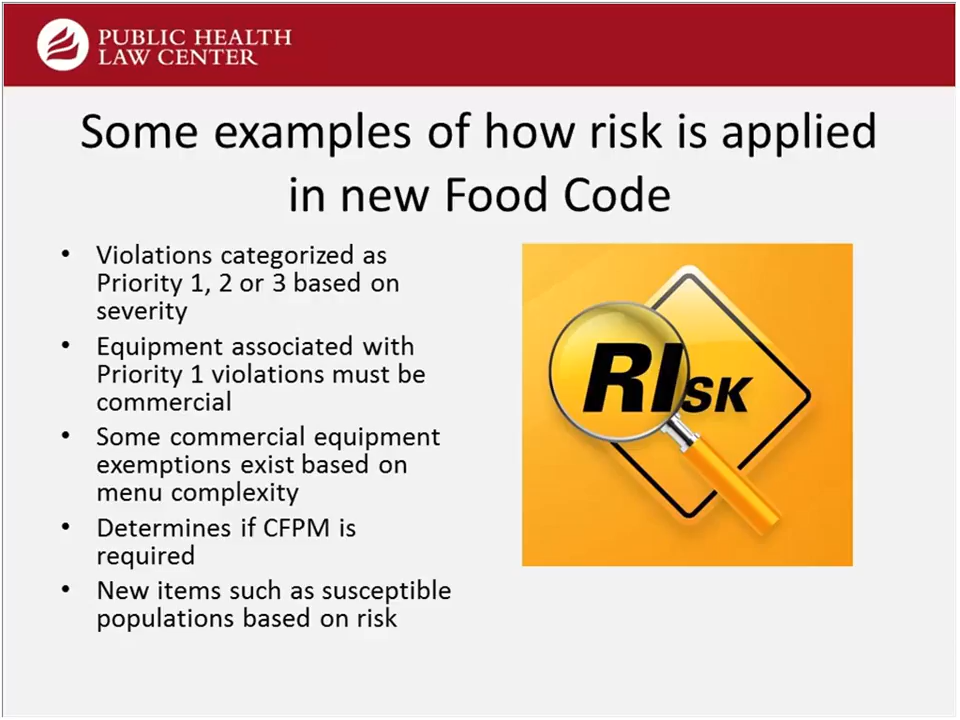 PUBLIC HEALTH
LAW CENTER
Some examples of how risk is applied
in new Food Code
• Violations categorized as
Priority 1, 2 or 3 based on
severity
• Equipment associated with
Priority 1 violations must be
commercial
• Some commercial equipment
exemptions exist based on
menu complexity
• Determines if CFPM is
required
• New items such as susceptible
populations based on risk
RISK